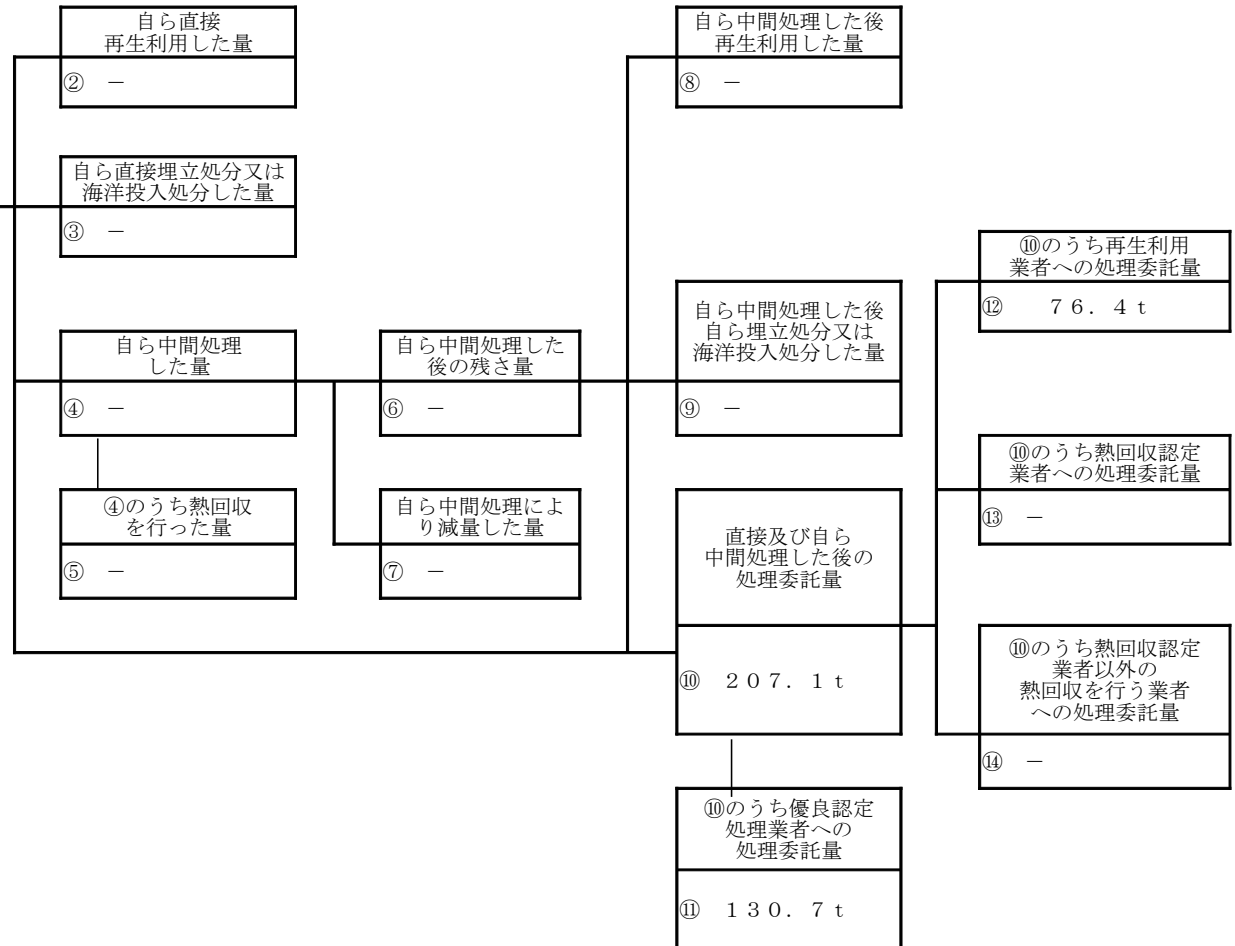 自ら直接
再生利用した量
② －
自ら中間処理した後
再生利用した量
⑧ －
自ら直接埋立処分又は
海洋投入処分した量
③ －
⑩のうち再生利用
業者への処理委託量
⑫ ７６．４ｔ
自ら中間処理
した量
④ －
自ら中間処理した
後の残さ量
⑥ －
自ら中間処理した後
自ら埋立処分又は
海洋投入処分した量
⑨ －
⑩のうち熱回収認定
業者への処理委託量
⑬ －
④のうち熱回収
を行った量
⑤ －
自ら中間処理によ
り減量した量
⑦ －
直接及び自ら
中間処理した後の
処理委託量
⑩ ２０７．１ｔ
⑩のうち熱回収認定
業者以外の
熱回収を行う業者
への処理委託量
⑭ －
⑩のうち優良認定
処理業者への
処理委託量
⑪ １３０．７ｔ